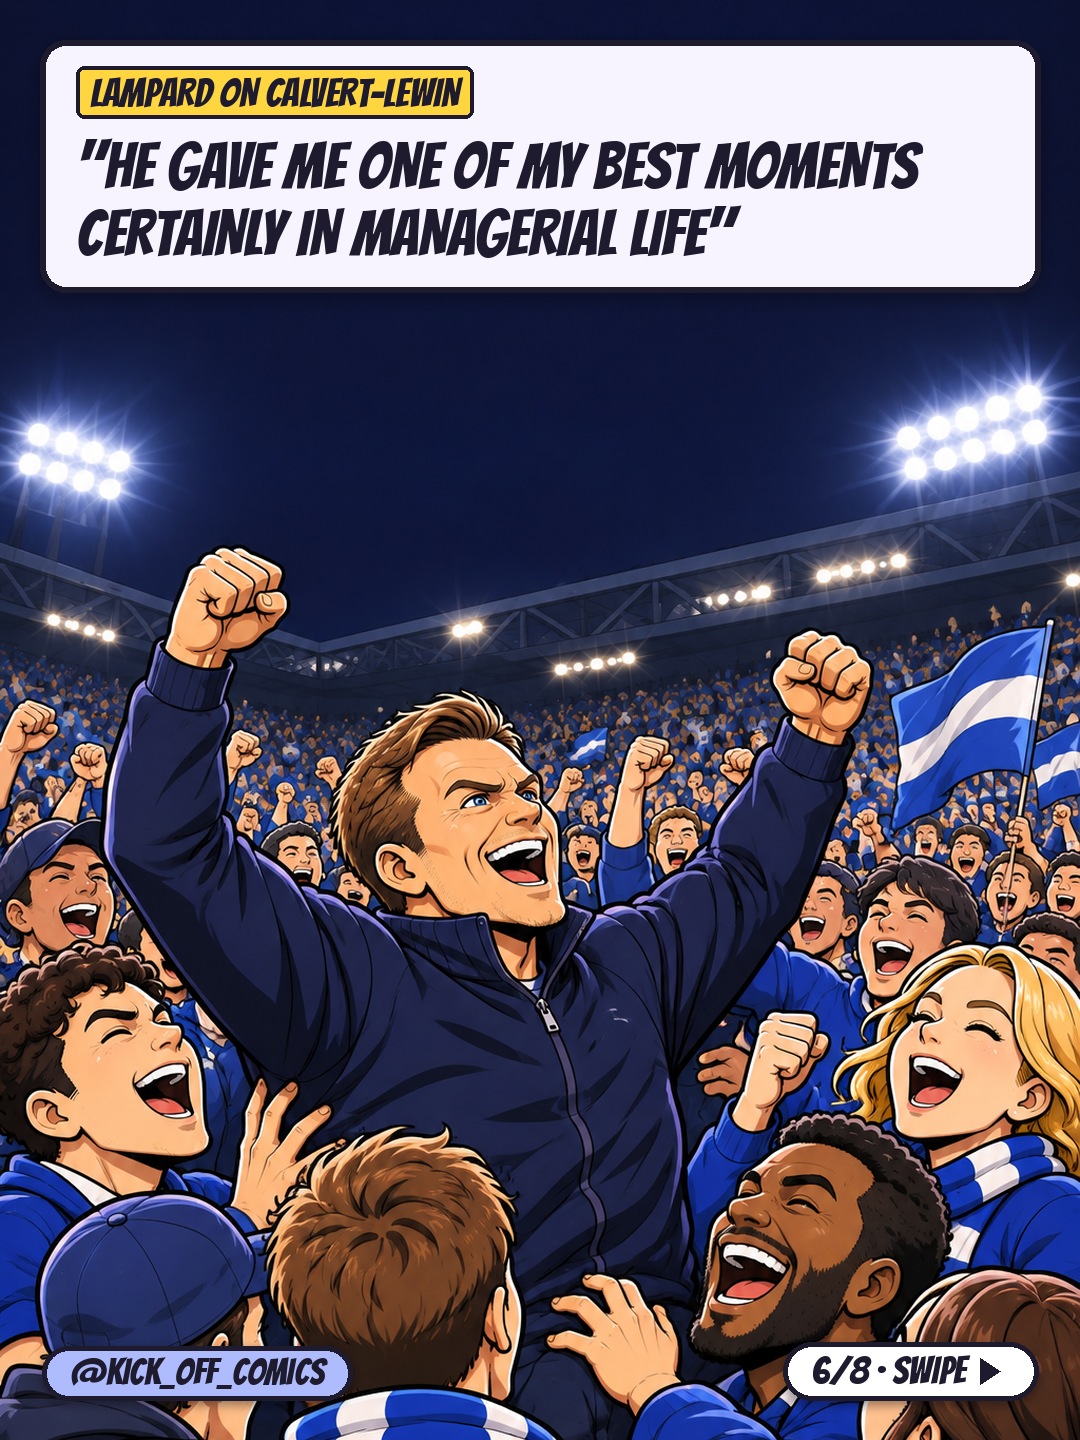 LAMPARD ON CALVERT-LEWIN
"HE GAVE ME ONE OF MY BEST MOMENTS
CERTAINLY IN MANAGERIAL LIFE"
@KICK_OFF_COMICS
6/8 • SWIPE ▶